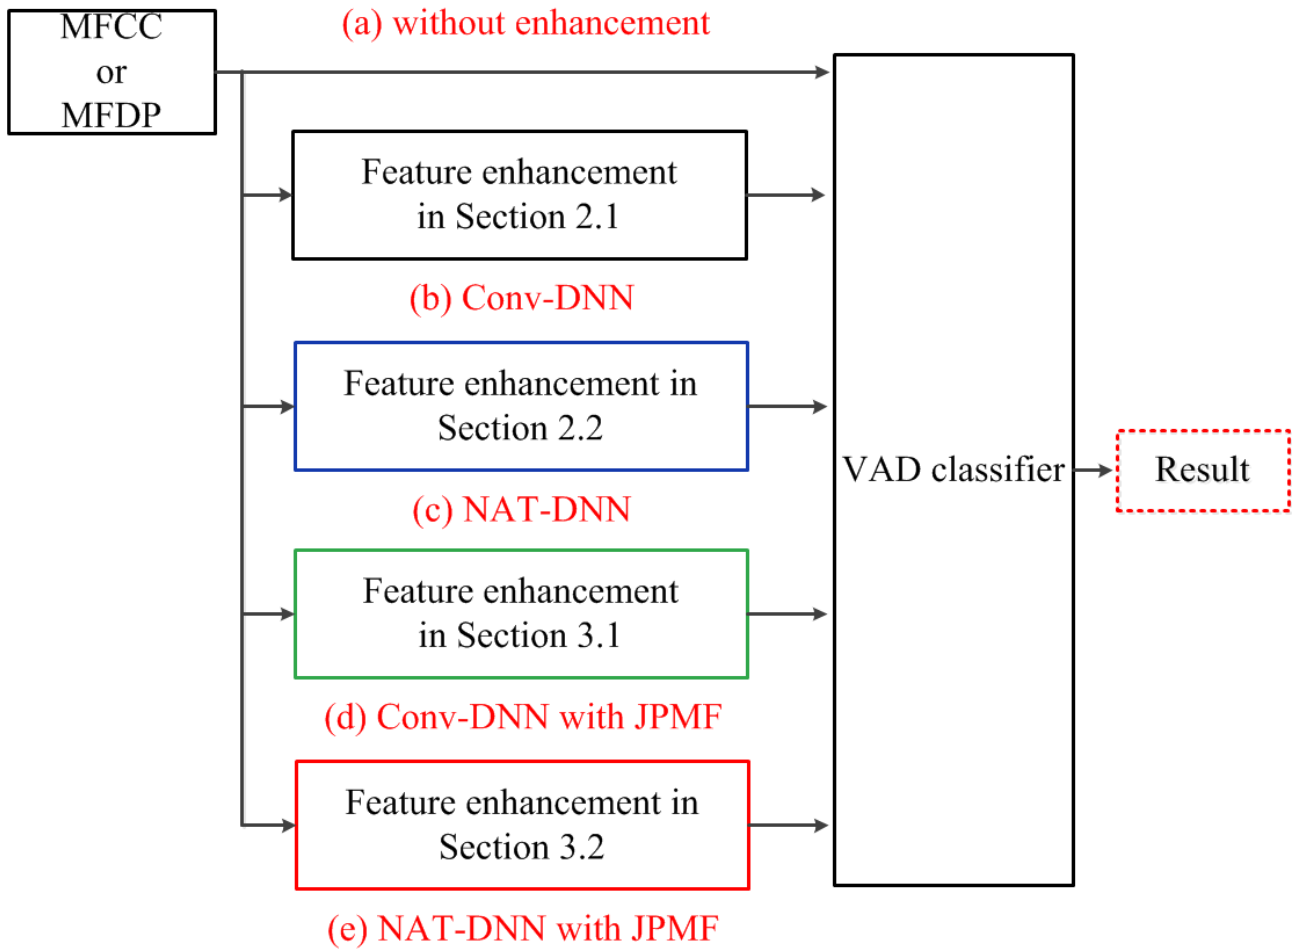 MFCC
or
MFDP
(a) without enhancement
Feature enhancement
in Section 2.1
(b) Conv-DNN
Feature enhancement in
Section 2.2
(c) NAT-DNN
Feature enhancement
in Section 3.1
(d) Conv-DNN with JPMF
Feature enhancement in
Section 3.2
(e) NAT-DNN with JPMF
VAD classifier
Result